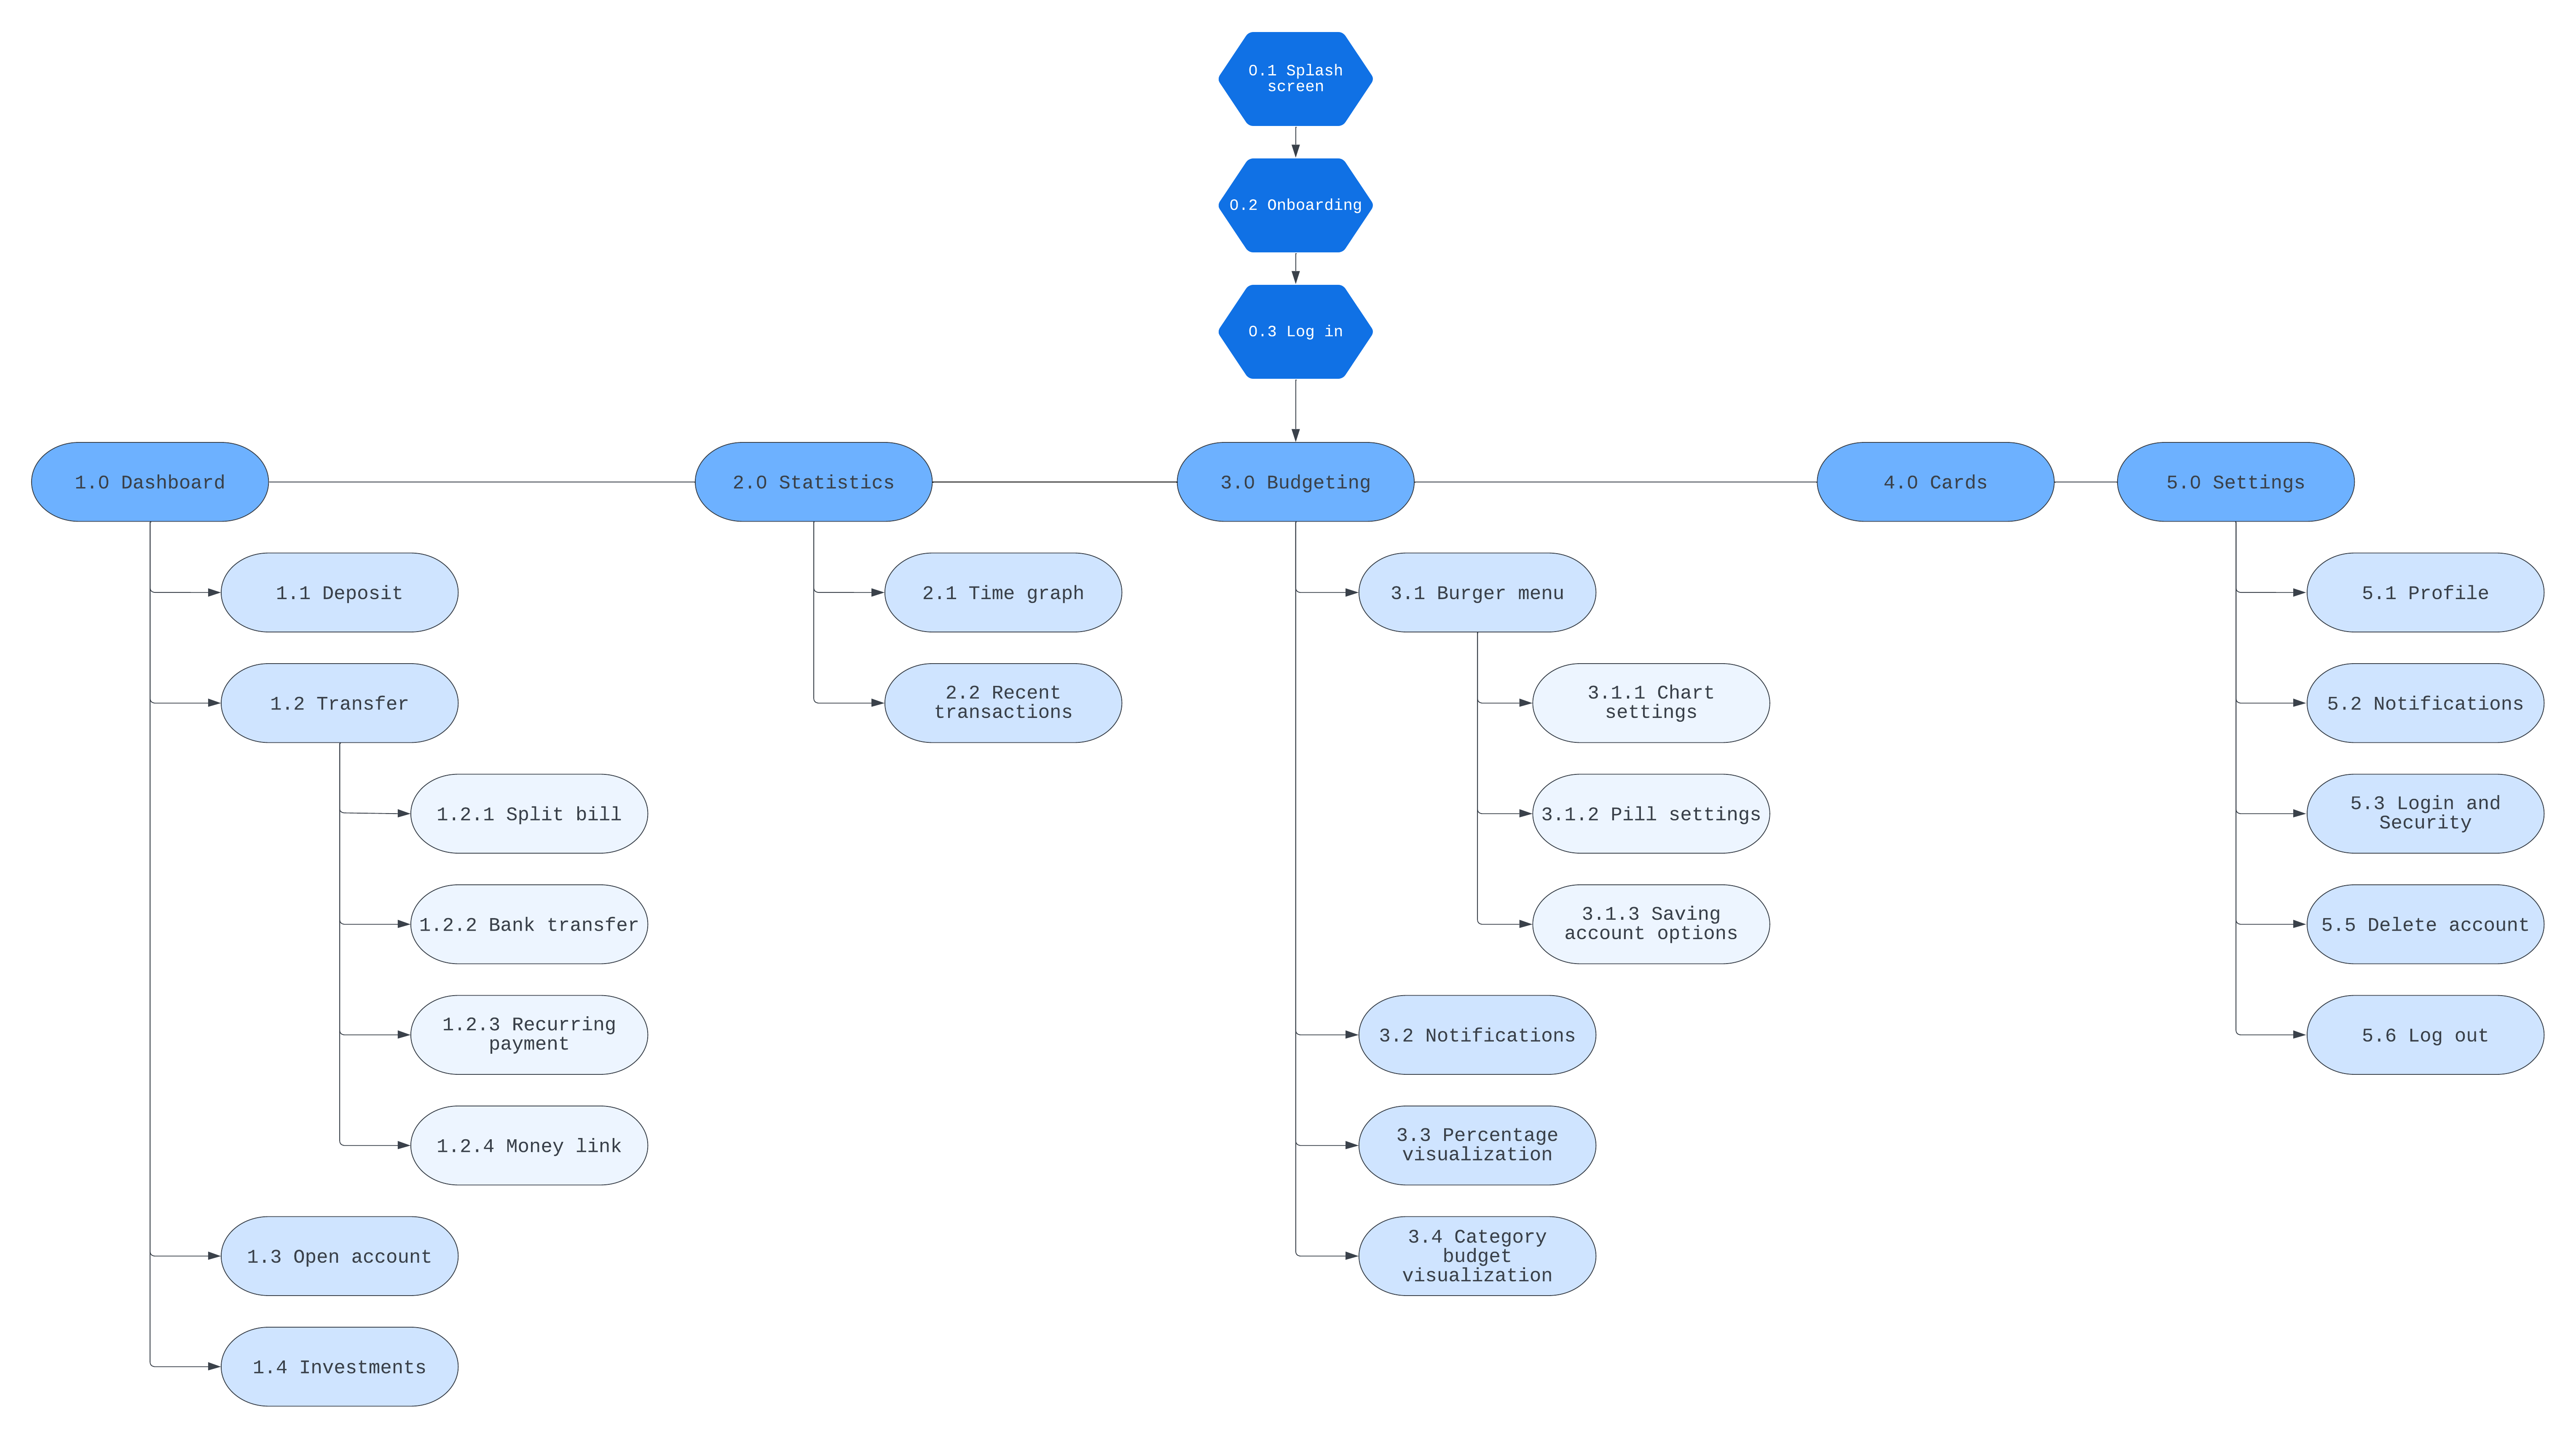 0.1 Splash
screen
0.2 Onboarding
0.3 Log in
1.0 Dashboard
2.0 Statistics
3.0 Budgeting
4.0 Cards
5.0 Settings
1.1 Deposit
2.1 Time graph
3.1 Burger menu
5.1 Profile
1.2 Transfer
2.2 Recent
transactions
3.1.1 Chart
settings
5.2 Notifications
1.2.1 Split bill
3.1.2 Pill settings
5.3 Login and
Security
1.2.2 Bank transfer
3.1.3 Saving
account options
5.5 Delete account
1.2.3 Recurring
payment
3.2 Notifications
5.6 Log out
1.2.4 Money link
3.3 Percentage
visualization
1.3 Open account
3.4 Category
budget
visualization
1.4 Investments